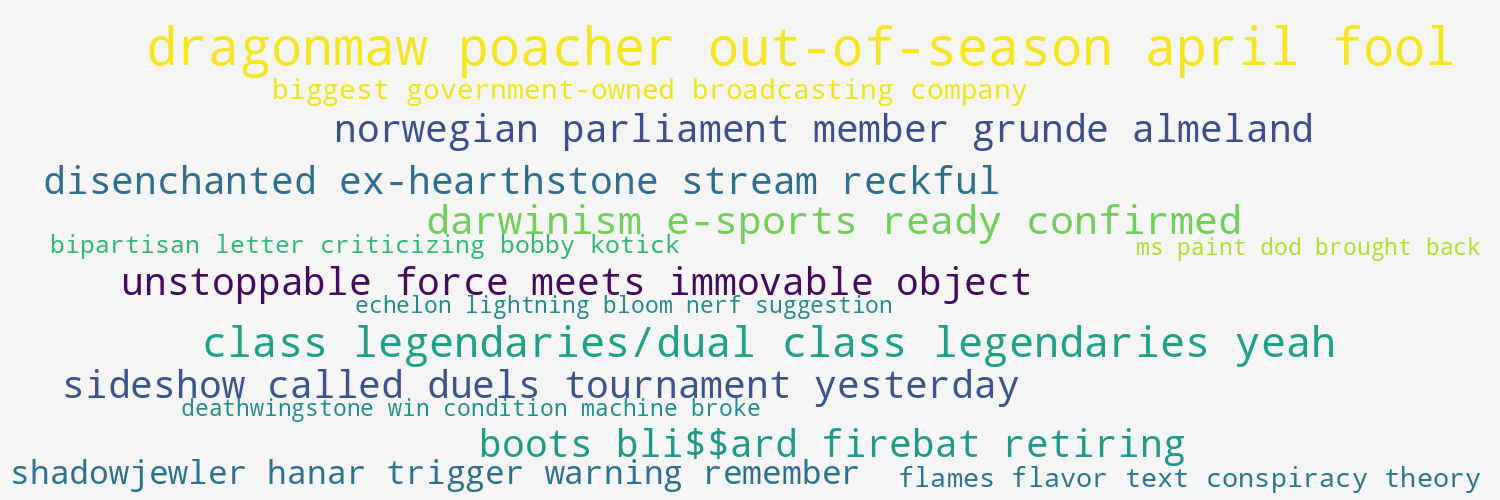 dragonmaw poacher out-of-season april fool
biggest government-owned broadcasting company
norwegian parliament member grunde almeland
disenchanted ex-hearthstone stream reckful
darwinism e-sports ready confirmed
bipartisan letter criticizing bobby kotick
ms paint dod brought back
unstoppable force meets immovable object
echelon lightning bloom nerf suggestion
class legendaries/dual class legendaries yeah
sideshow called duels tournament yesterday
deathwingstone win condition machine broke
boots bli$$ard firebat retiring
shadowjewler hanar trigger warning remember
flames flavor text conspiracy theory